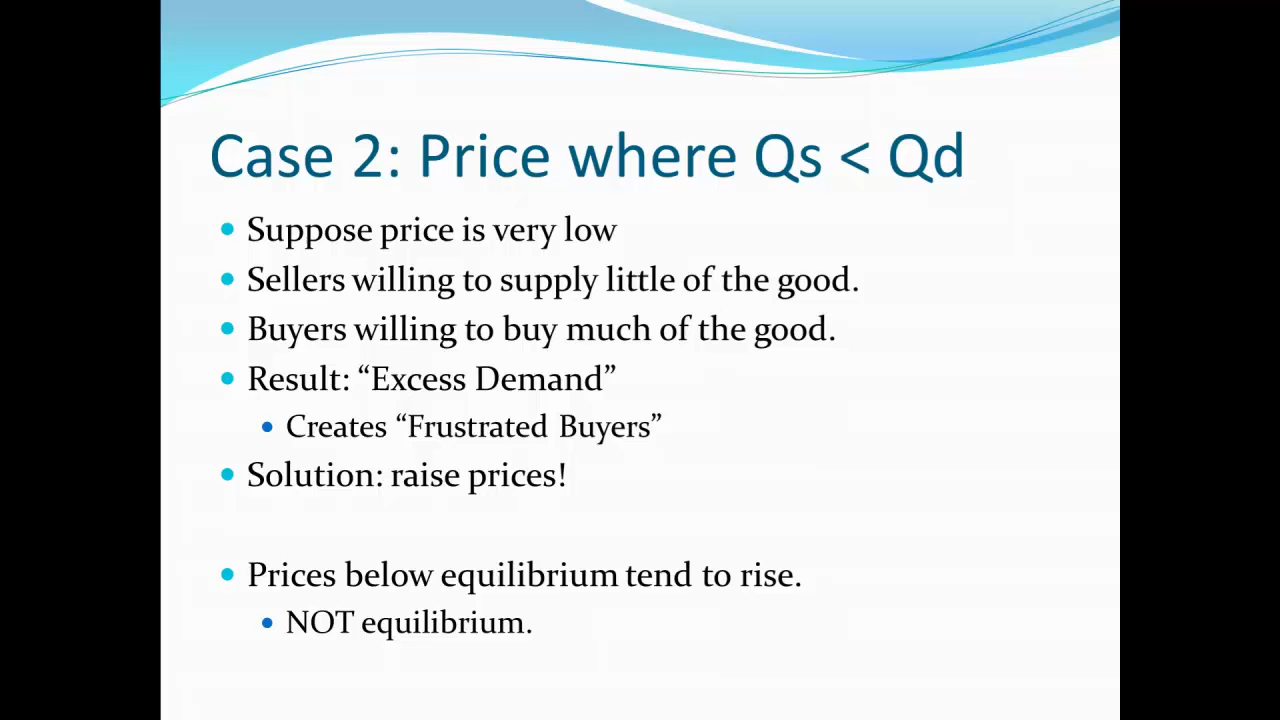 Case 2: Price where Qs < Qd
Suppose price is very low
Sellers willing to supply little of the good.
Buyers willing to buy much of the good.
Result: “Excess Demand”
Creates “Frustrated Buyers”
Solution: raise prices!
Prices below equilibrium tend to rise.
NOT equilibrium.